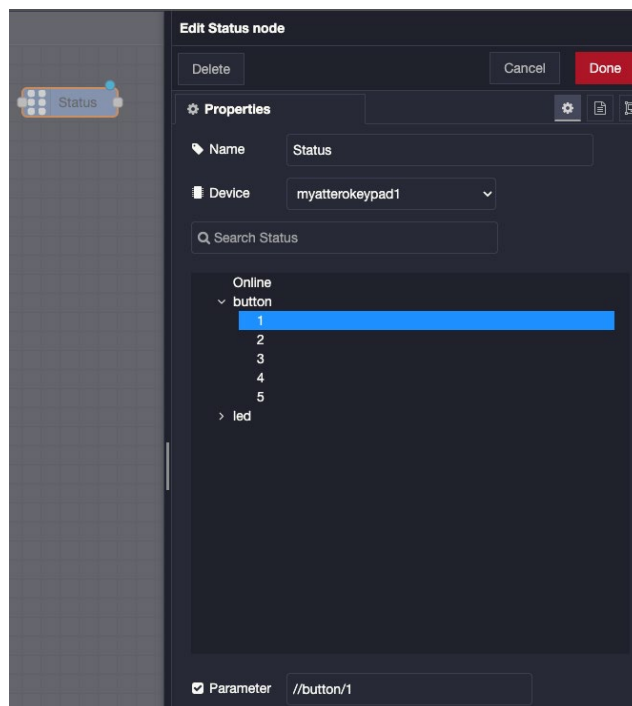 Edit Status node
Delete
Cancel
Done
Properties
Status
Name
Status
Device
myatterokeypad1
Search Status
Online
button
1
2
3
4
5
led
Parameter
//button/1